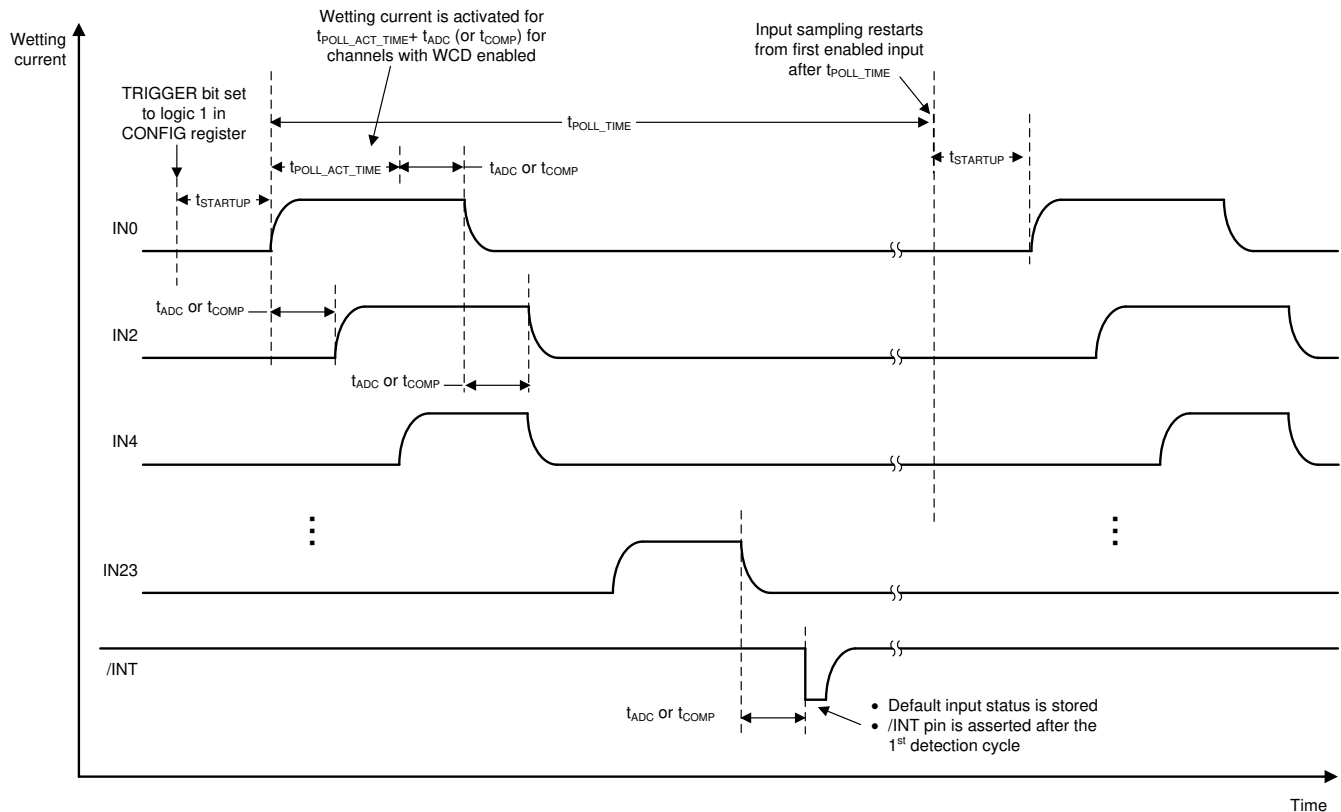 Wetting current is activated for
tPOLL_ACT_TIME+ tADC (or tCOMP) for
channels with WCD enabled
Input sampling restarts
from first enabled input
after tPOLL_TIME
Wetting
current
TRIGGER bit set
to logic 1 in
CONFIG register
tPOLL_TIME
tPOLL_ACT_TIME
tADC or tCOMP
tSTARTUP
tSTARTUP
IN0
tADC or tCOMP
IN2
tADC or tCOMP
IN4
IN23
/INT
tADC or tCOMP
• Default input status is stored
• /INT pin is asserted after the
1st detection cycle
Time